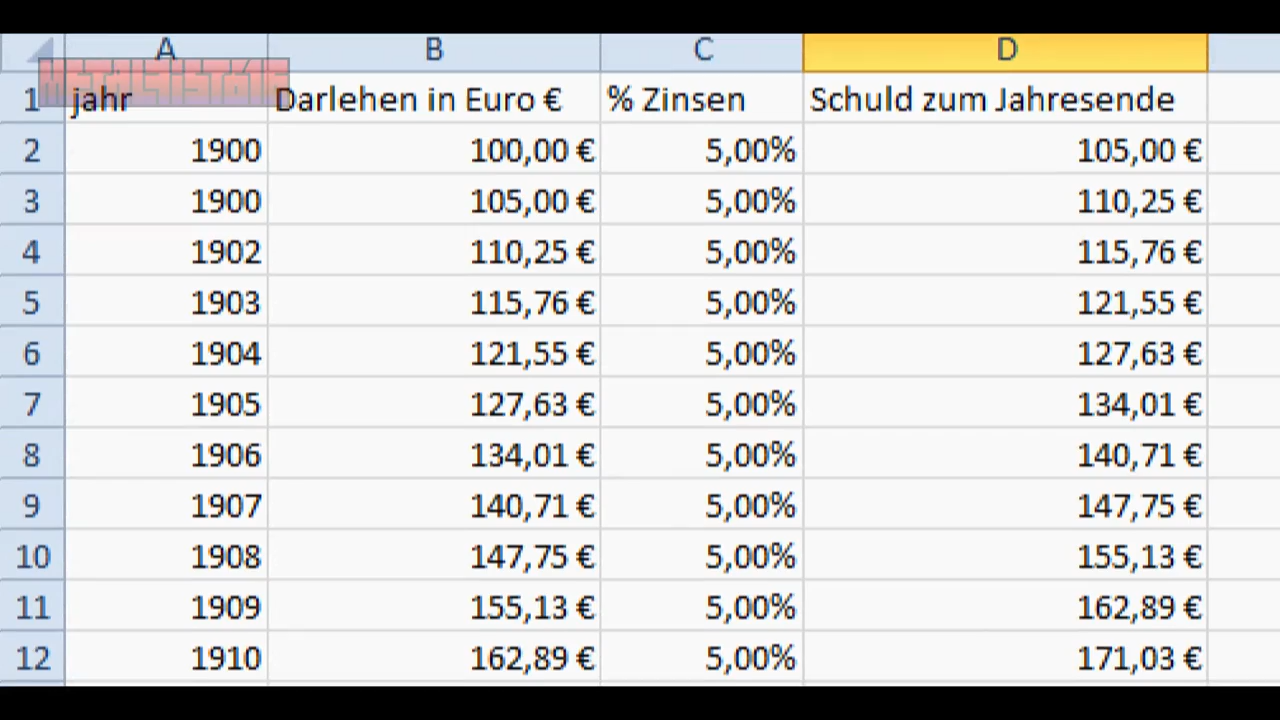 A B C D
1 jahr Darlehen in Euro € % Zinsen Schuld zum Jahresende
2 1900 100,00 € 5,00% 105,00 €
3 1900 105,00 € 5,00% 110,25 €
4 1902 110,25 € 5,00% 115,76 €
5 1903 115,76 € 5,00% 121,55 €
6 1904 121,55 € 5,00% 127,63 €
7 1905 127,63 € 5,00% 134,01 €
8 1906 134,01 € 5,00% 140,71 €
9 1907 140,71 € 5,00% 147,75 €
10 1908 147,75 € 5,00% 155,13 €
11 1909 155,13 € 5,00% 162,89 €
12 1910 162,89 € 5,00% 171,03 €